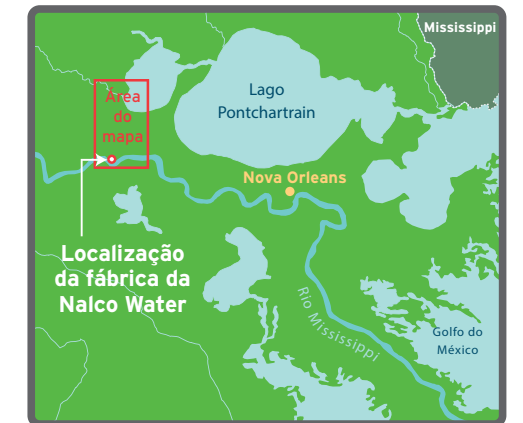 Mississippi
Área
do
mapa
Lago
Pontchartrain
Nova Orleans
Localização
da fábrica da
Nalco Water
Rio Mississippi
Golfo do
México